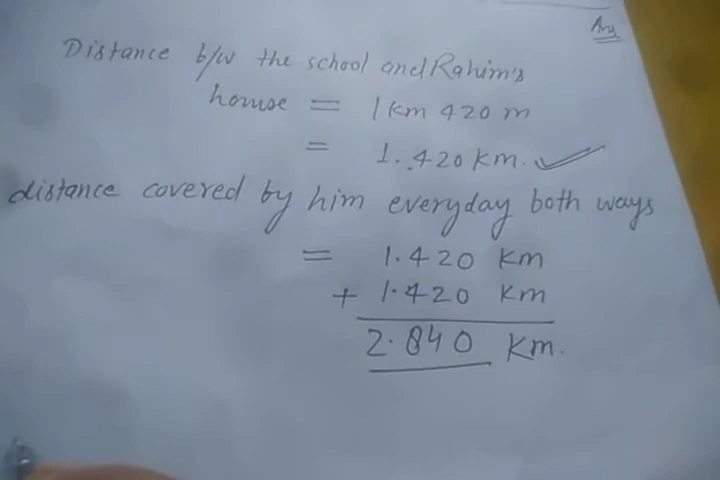 Ans.
Distance b/w the school and Rahim's
house = 1 km 420 m
= 1.420 km.
distance covered by him everyday both ways
= 1.420 km
+ 1.420 km
2.840 km.